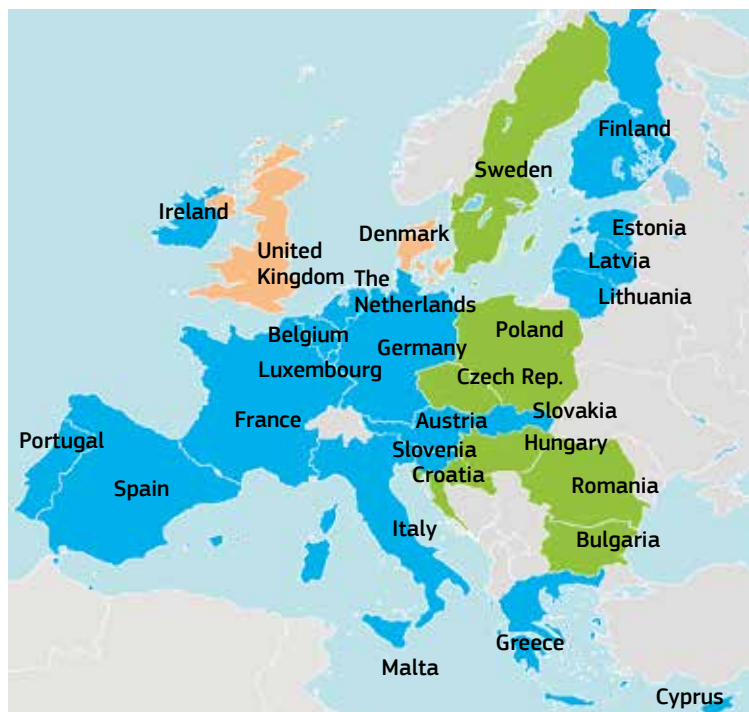 Finland
Sweden
Ireland
Estonia
Denmark
United
Kingdom
Latvia
The
Netherlands
Lithuania
Belgium
Poland
Germany
Luxembourg
Czech Rep.
Slovakia
Austria
France
Portugal
Hungary
Slovenia
Croatia
Spain
Romania
Italy
Bulgaria
Greece
Malta
Cyprus